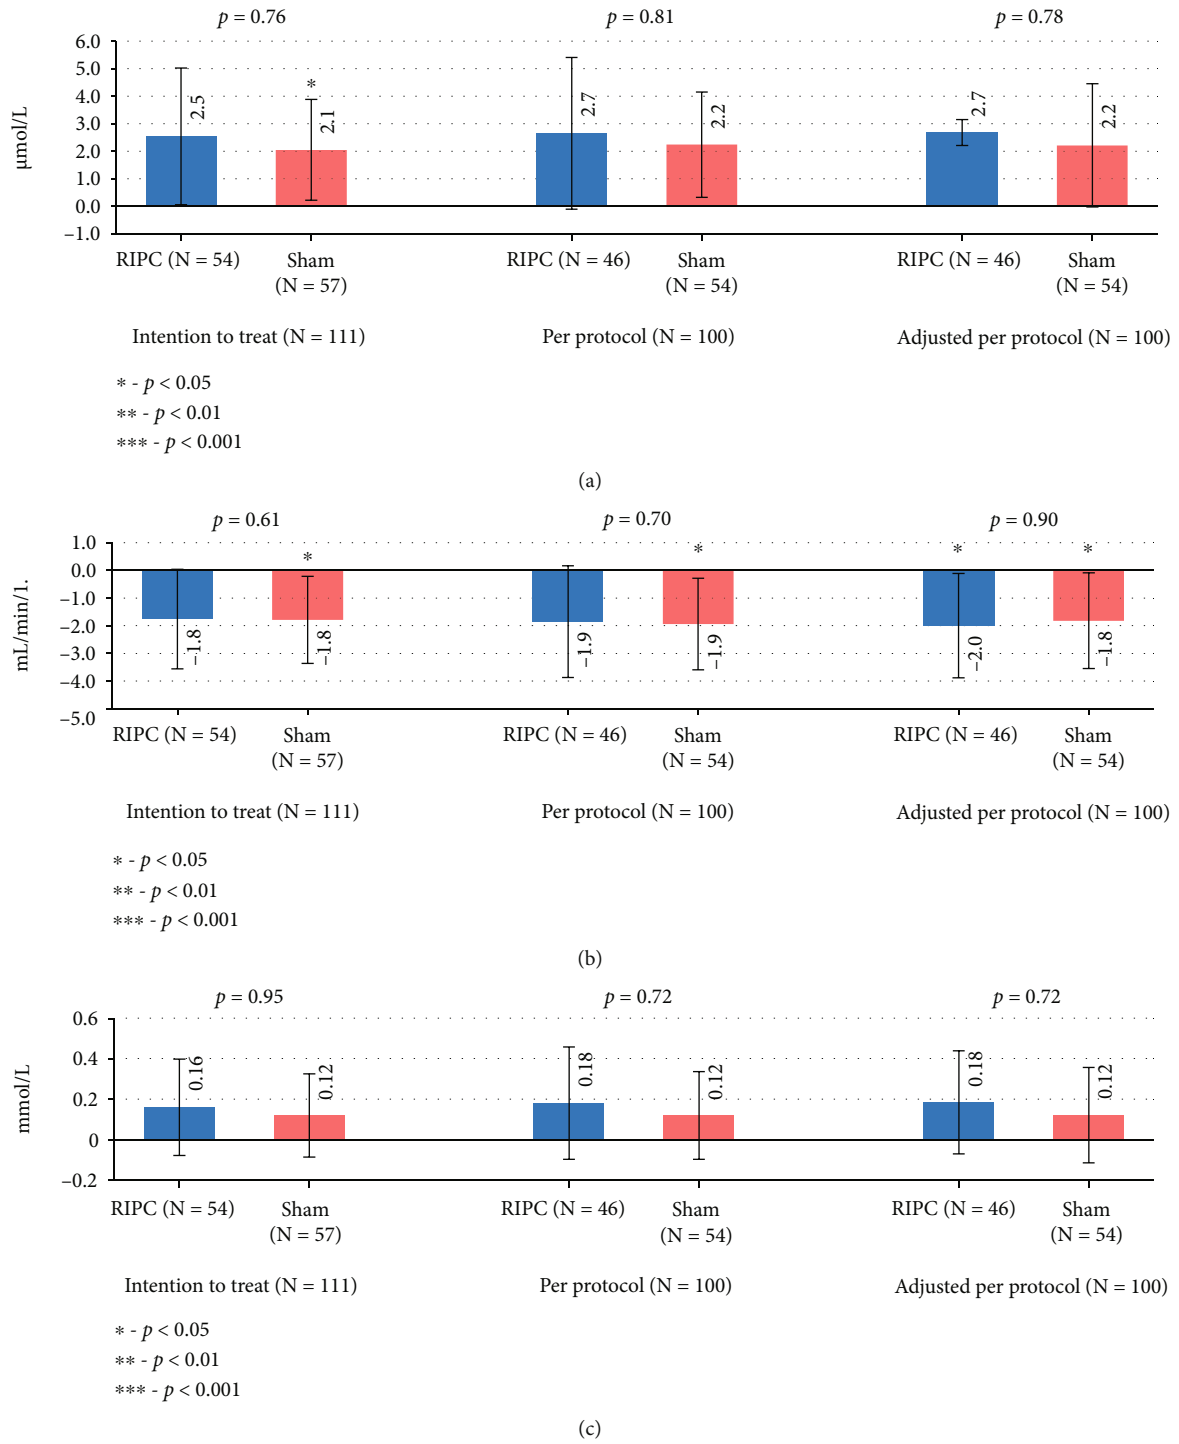 p = 0.76 p = 0.81 p = 0.78
6.0
5.0
4.0
3.0
2.0
1.0
0.0
−1.0
μmol/L
2.5
*
2.1
2.7
2.2
2.7
2.2
RIPC (N = 54) Sham (N = 57) RIPC (N = 46) Sham (N = 54) RIPC (N = 46) Sham (N = 54)
Intention to treat (N = 111) Per protocol (N = 100) Adjusted per protocol (N = 100)
* - p < 0.05
** - p < 0.01
*** - p < 0.001
(a)
p = 0.61 p = 0.70 p = 0.90
1.0
0.0
−1.0
−2.0
−3.0
−4.0
−5.0
mL/min/1.
* * * *
−1.8
−1.8
−1.9
−1.9
−2.0
−1.8
RIPC (N = 54) Sham (N = 57) RIPC (N = 46) Sham (N = 54) RIPC (N = 46) Sham (N = 54)
Intention to treat (N = 111) Per protocol (N = 100) Adjusted per protocol (N = 100)
* - p < 0.05
** - p < 0.01
*** - p < 0.001
(b)
p = 0.95 p = 0.72 p = 0.72
0.6
0.4
0.2
0
−0.2
mmol/L
0.16
0.12
0.18
0.12
0.18
0.12
RIPC (N = 54) Sham (N = 57) RIPC (N = 46) Sham (N = 54) RIPC (N = 46) Sham (N = 54)
Intention to treat (N = 111) Per protocol (N = 100) Adjusted per protocol (N = 100)
* - p < 0.05
** - p < 0.01
*** - p < 0.001
(c)